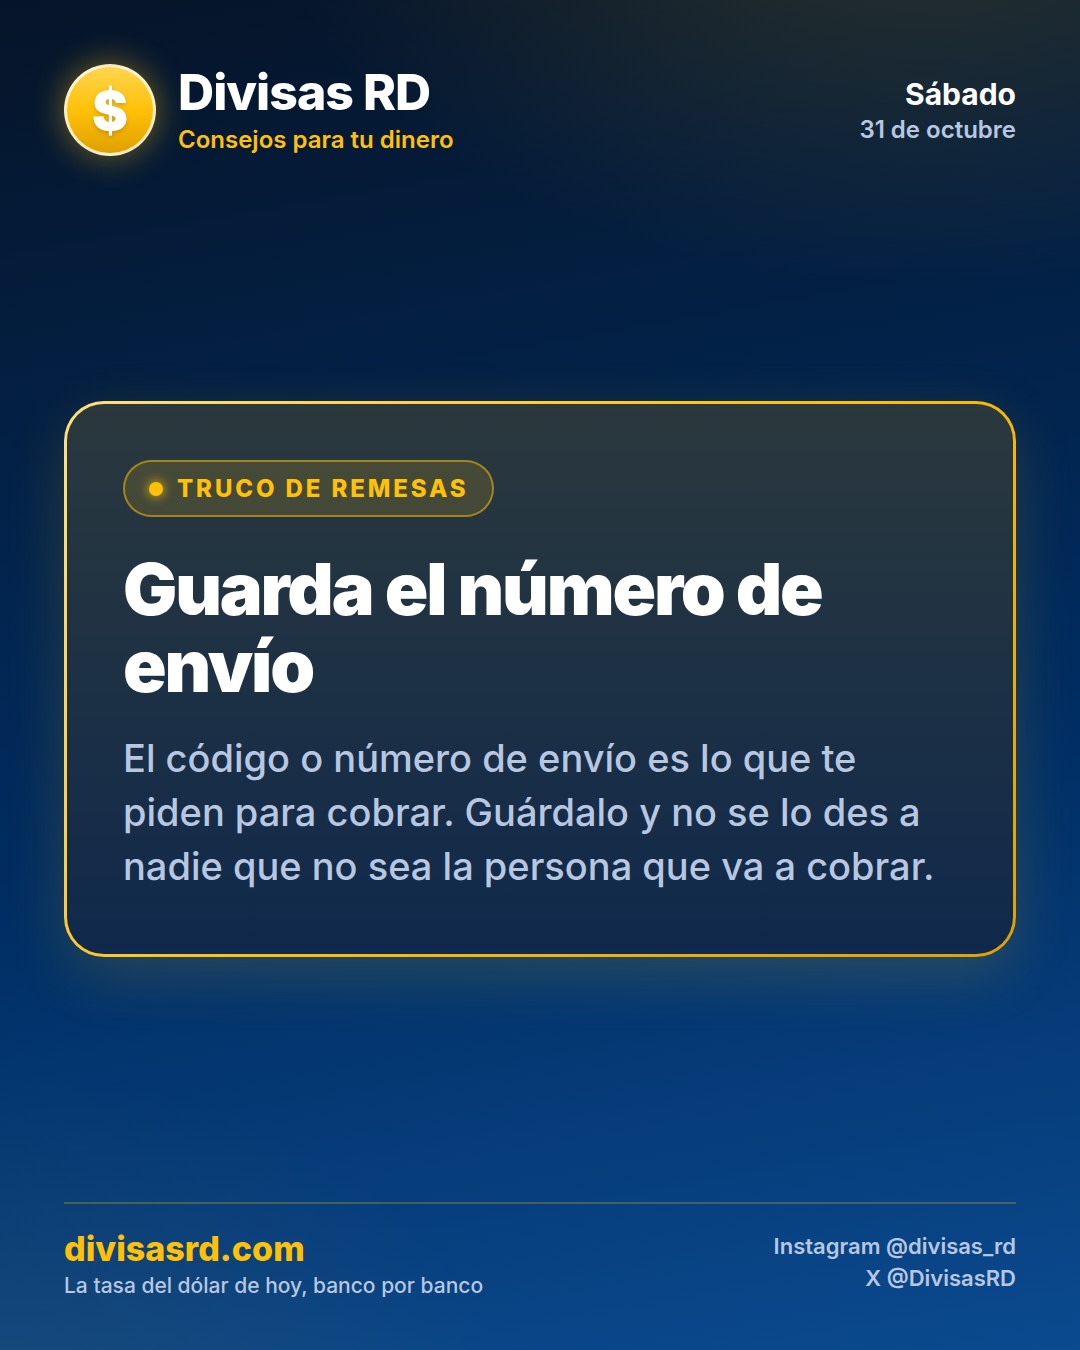 $
Divisas RD
Consejos para tu dinero
Sábado
31 de octubre
TRUCO DE REMESAS
Guarda el número de
envío
El código o número de envío es lo que te
piden para cobrar. Guárdalo y no se lo des a
nadie que no sea la persona que va a cobrar.
divisasrd.com
La tasa del dólar de hoy, banco por banco
Instagram @divisas_rd
X @DivisasRD